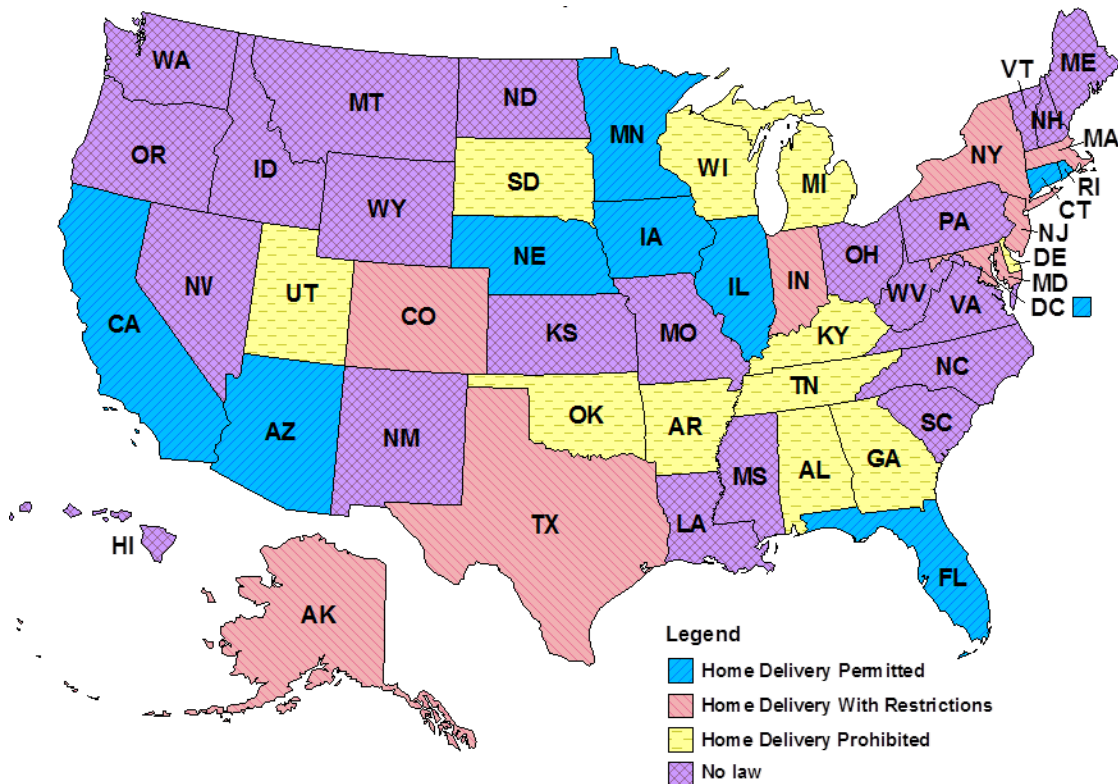 WA
MT
ND
MN
VT
ME
NH
OR
ID
SD
WI
MI
NY
MA
RI
CT
WY
IA
PA
NJ
NE
OH
DE
NV
UT
IL
IN
MD
WV
DC
CA
CO
VA
KS
MO
KY
NC
TN
OK
AR
SC
AZ
NM
GA
AL
MS
TX
LA
HI
FL
AK
Legend
Home Delivery Permitted
Home Delivery With Restrictions
Home Delivery Prohibited
No law